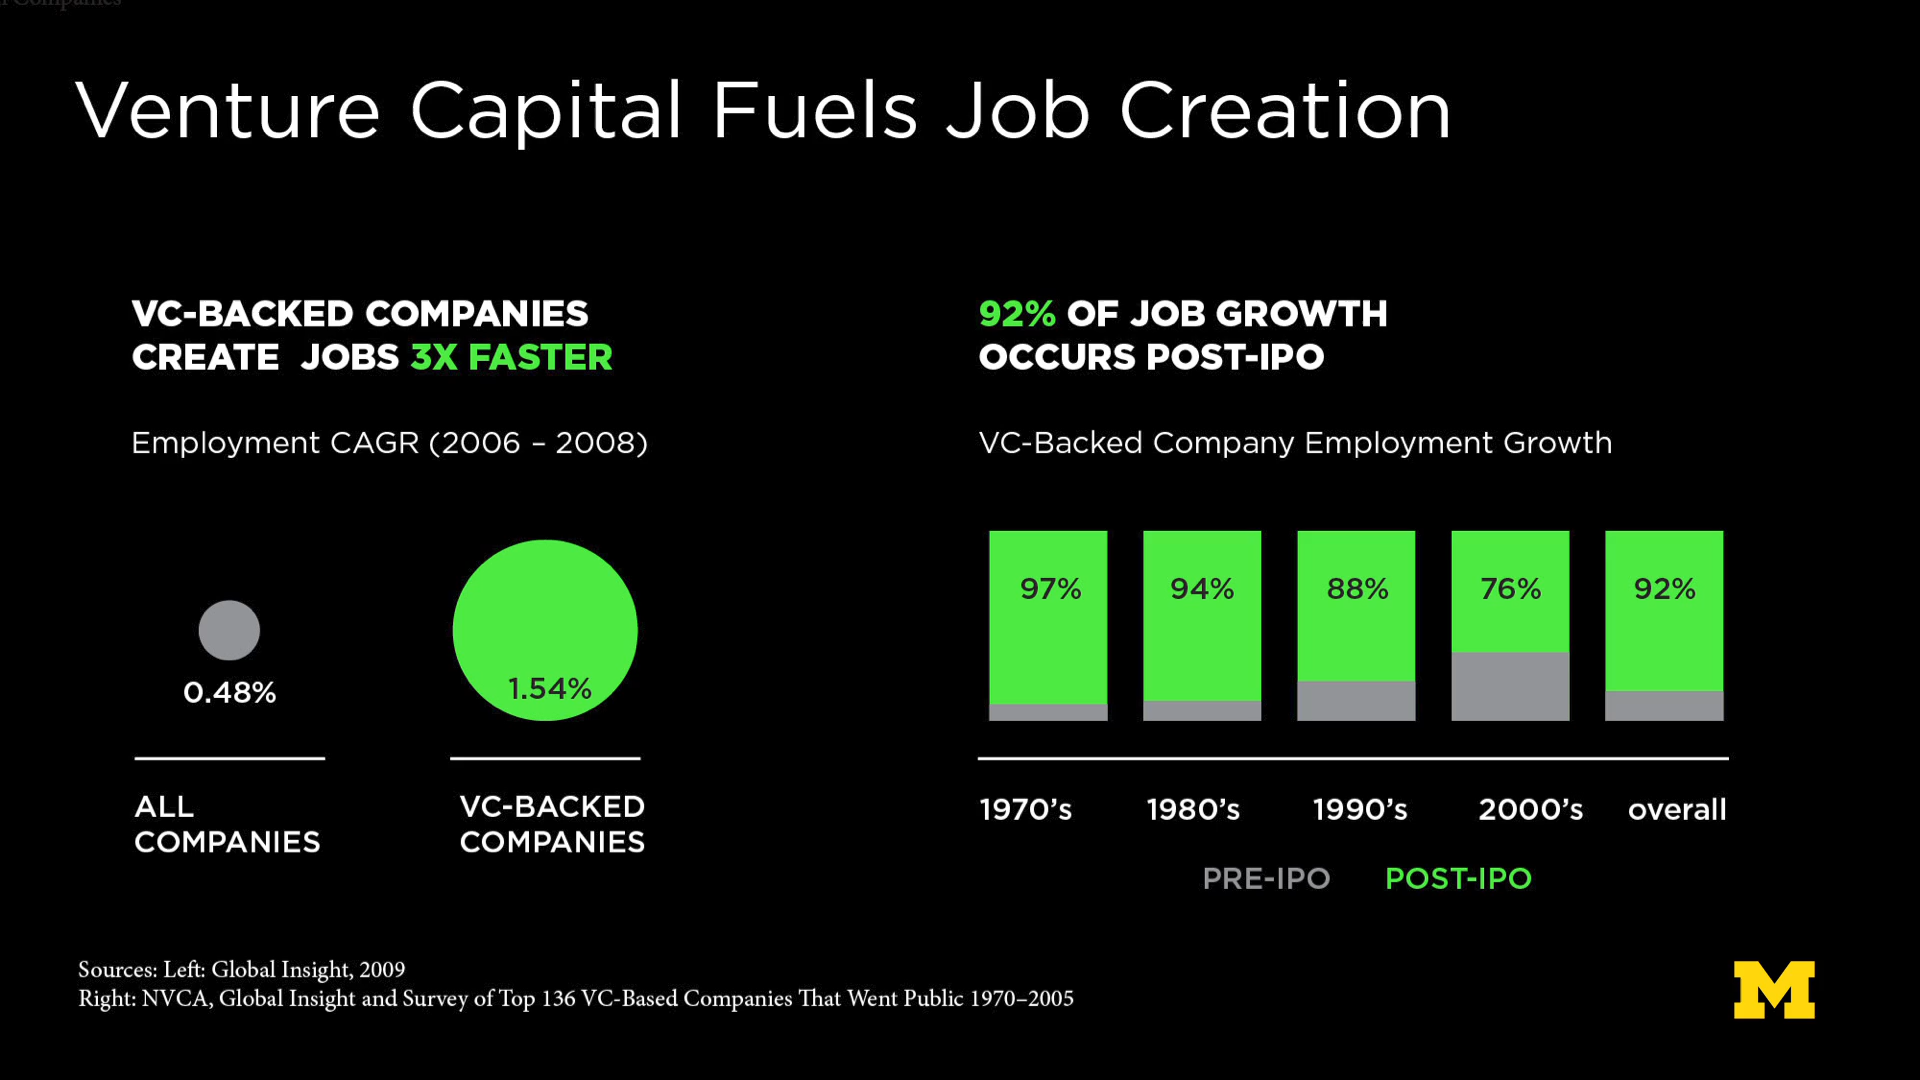 Companies
Venture Capital Fuels Job Creation
VC-BACKED COMPANIES
CREATE JOBS 3X FASTER
Employment CAGR (2006 – 2008)
0.48%
1.54%
ALL
COMPANIES
VC-BACKED
COMPANIES
92% OF JOB GROWTH
OCCURS POST-IPO
VC-Backed Company Employment Growth
97% 94% 88% 76% 92%
1970’s 1980’s 1990’s 2000’s overall
PRE-IPO POST-IPO
Sources: Left: Global Insight, 2009
Right: NVCA, Global Insight and Survey of Top 136 VC-Based Companies That Went Public 1970–2005
M